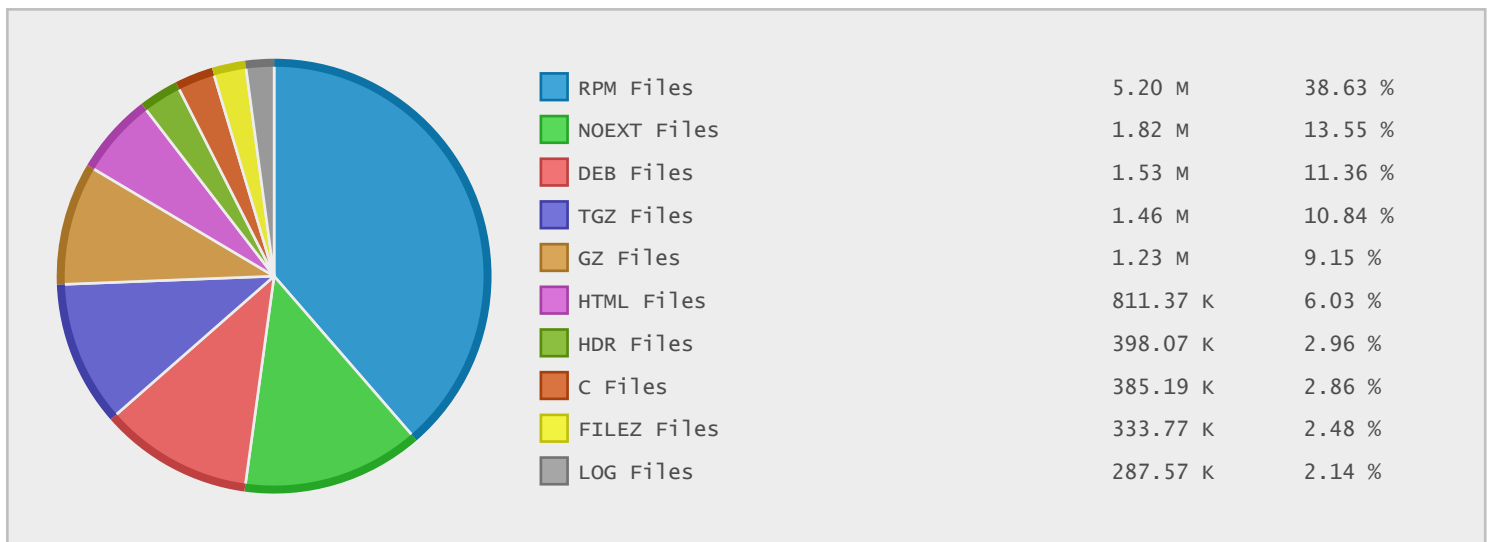 RPM Files 5.20 M 38.63 %
NOEXT Files 1.82 M 13.55 %
DEB Files 1.53 M 11.36 %
TGZ Files 1.46 M 10.84 %
GZ Files 1.23 M 9.15 %
HTML Files 811.37 K 6.03 %
HDR Files 398.07 K 2.96 %
C Files 385.19 K 2.86 %
FILEZ Files 333.77 K 2.48 %
LOG Files 287.57 K 2.14 %